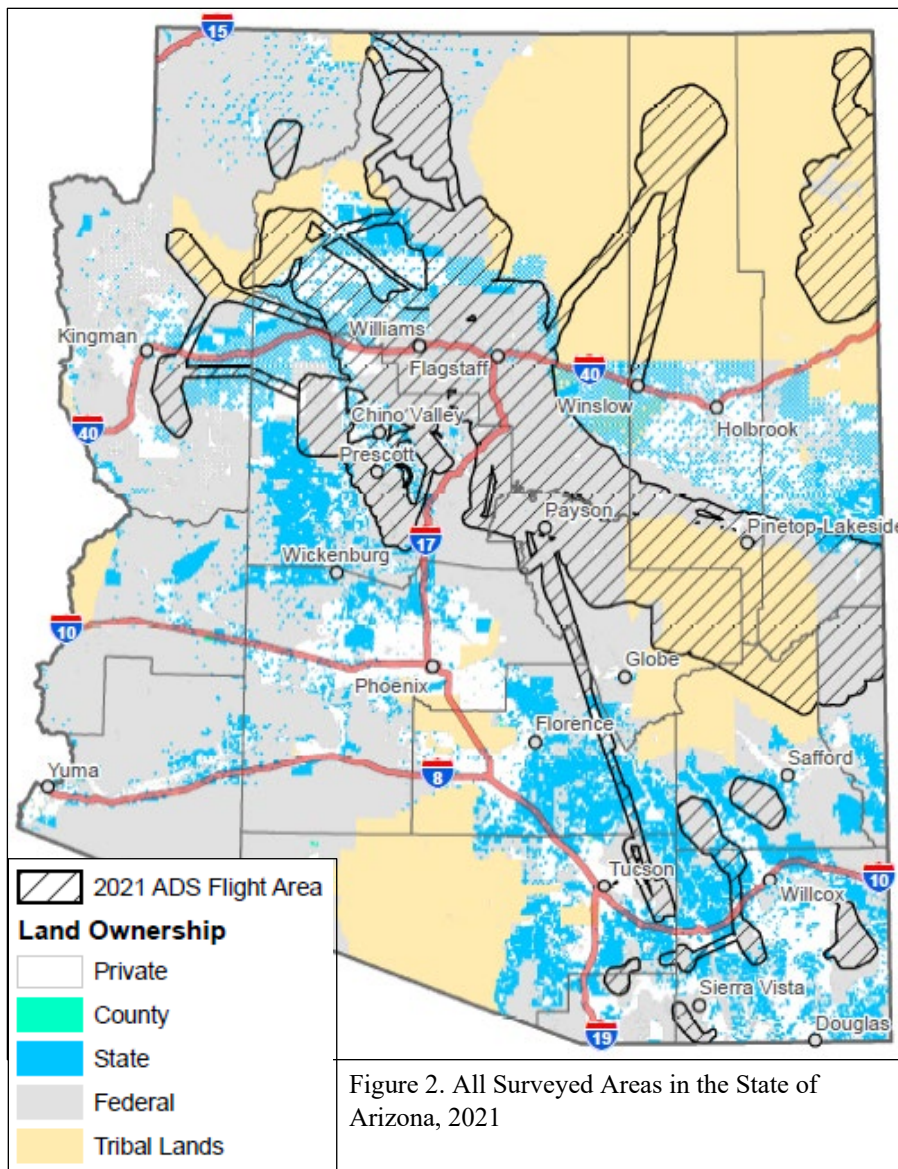 15
Kingman
Williams
Flagstaff
40
Winslow
Holbrook
40
Chino Valley
Prescott
Payson
Pinetop-Lakeside
17
Wickenburg
10
Phoenix
Globe
Florence
Safford
Yuma
8
Tucson
Willcox
10
Sierra Vista
Douglas
19
2021 ADS Flight Area
Land Ownership
Private
County
State
Federal
Tribal Lands
Figure 2. All Surveyed Areas in the State of
Arizona, 2021